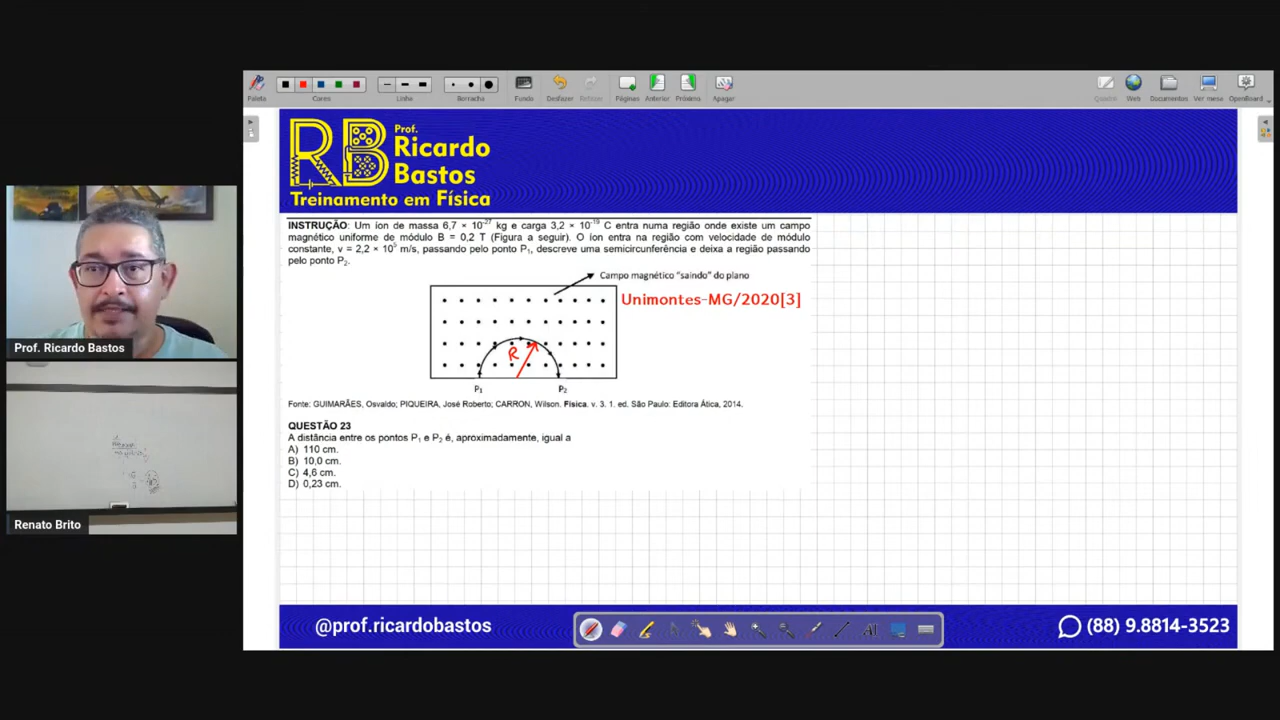 Paleta
Cores
Linha
Borracha
Fundo
Desfazer
Refazer
Páginas
Anterior
Próxima
Apagar
Quadro
Web
Documentos
Ver mesa
OpenBoard
RB
Prof.
Ricardo
Bastos
Treinamento em Física
INSTRUÇÃO: Um íon de massa 6,7 × 10⁻²⁷ kg e carga 3,2 × 10⁻¹⁹ C entra numa região onde existe um campo
magnético uniforme de módulo B = 0,2 T (Figura a seguir). O íon entra na região com velocidade de módulo
constante, v = 2,2 × 10⁵ m/s, passando pelo ponto P₁, descreve uma semicircunferência e deixa a região passando
pelo ponto P₂.
Campo magnético “saindo” do plano
Unimontes-MG/2020[3]
R
P₁
P₂
Fonte: GUIMARÃES, Osvaldo; PIQUEIRA, José Roberto; CARRON, Wilson. Física. v. 3. 1. ed. São Paulo: Editora Ática, 2014.
QUESTÃO 23
A distância entre os pontos P₁ e P₂ é, aproximadamente, igual a
A) 110 cm.
B) 10,0 cm.
C) 4,6 cm.
D) 0,23 cm.
Prof. Ricardo Bastos
Renato Brito
@prof.ricardobastos
(88) 9.8814-3523